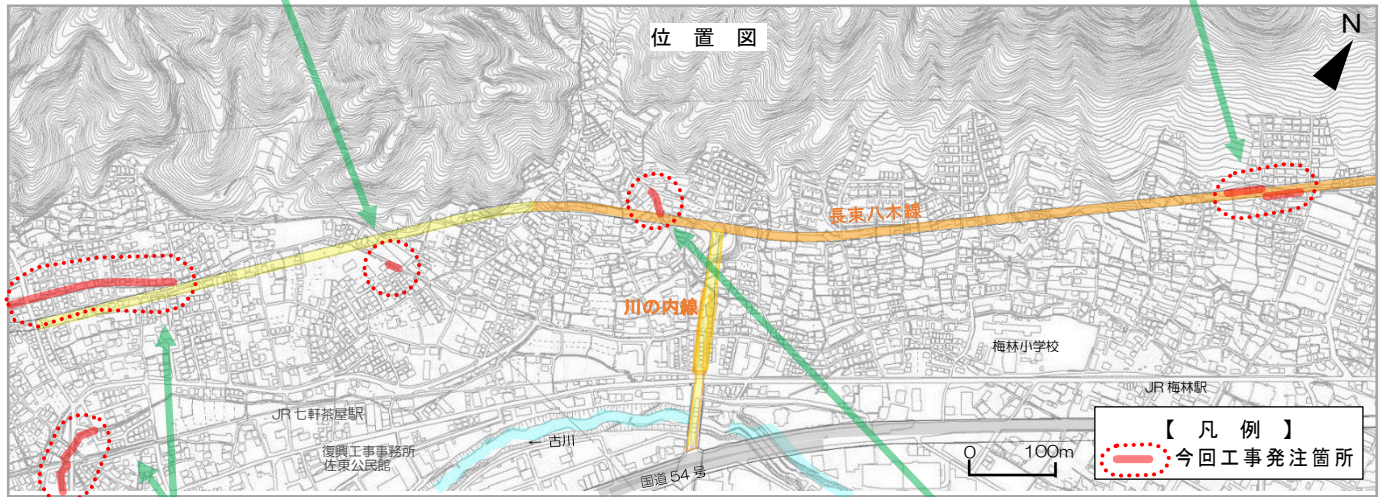 位置図
N
長束八木線
川の内線
梅林小学校
JR 梅林駅
JR 七軒茶屋駅
復興工事事務所
佐東公民館
← 古川
国道 54 号
0 100m
【 凡 例 】
今回工事発注箇所